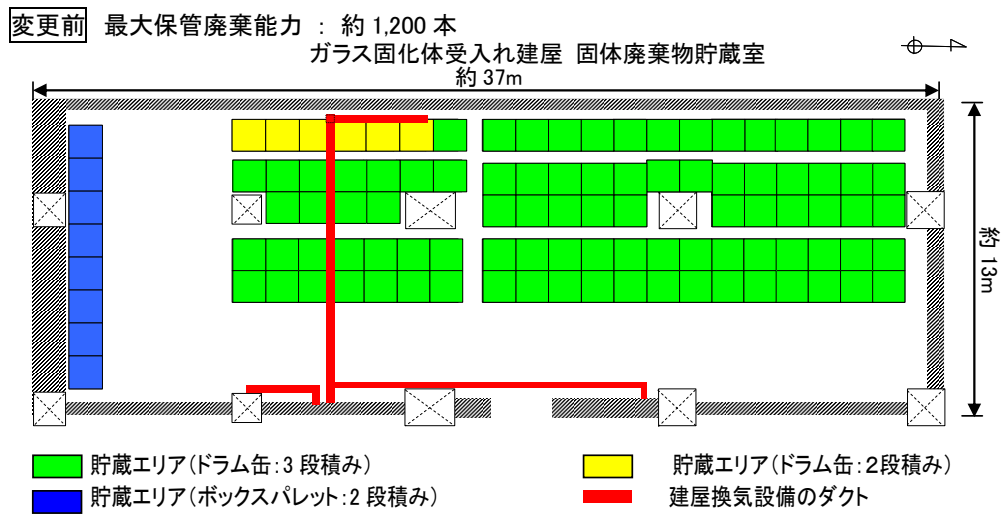 変更前 最大保管廃棄能力 : 約 1,200 本
ガラス固化体受入れ建屋 固体廃棄物貯蔵室
約 37m
約 13m
貯蔵エリア(ドラム缶:3 段積み)
貯蔵エリア(ドラム缶:2段積み)
貯蔵エリア(ボックスパレット:2 段積み)
建屋換気設備のダクト